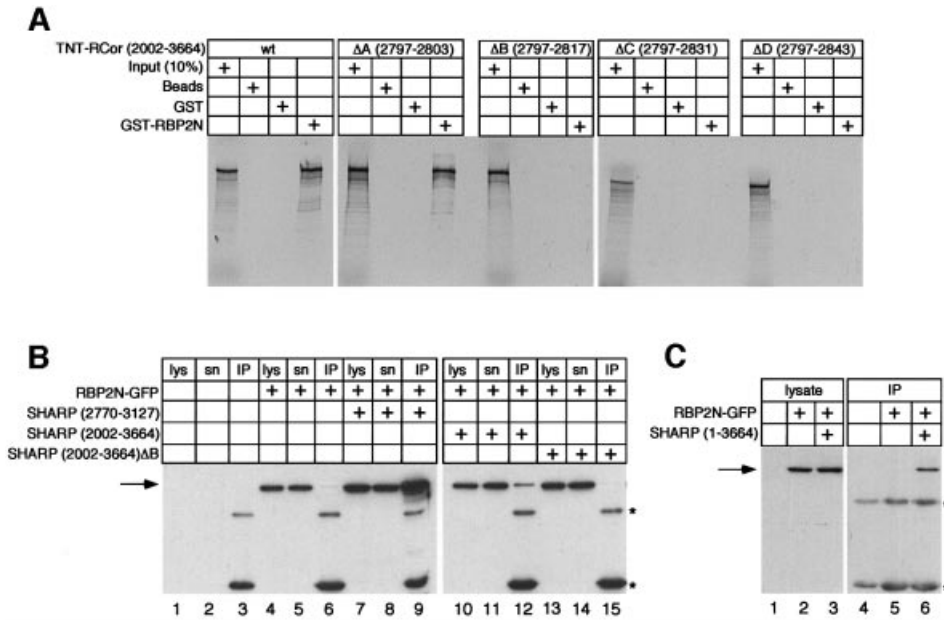 A
TNT-RCor (2002-3664) wt ΔA (2797-2803) ΔB (2797-2817) ΔC (2797-2831) ΔD (2797-2843)
Input (10%) + + + + +
Beads + + + + +
GST + + + + +
GST-RBP2N + + + + +
B
lys sn IP lys sn IP lys sn IP lys sn IP lys sn IP
RBP2N-GFP + + + + + + + + + + + +
SHARP (2770-3127) + + +
SHARP (2002-3664) + + +
SHARP (2002-3664)ΔB + + +
*
*
1 2 3 4 5 6 7 8 9 10 11 12 13 14 15
C
lysate IP
RBP2N-GFP + + + +
SHARP (1-3664) + +
*
*
1 2 3 4 5 6